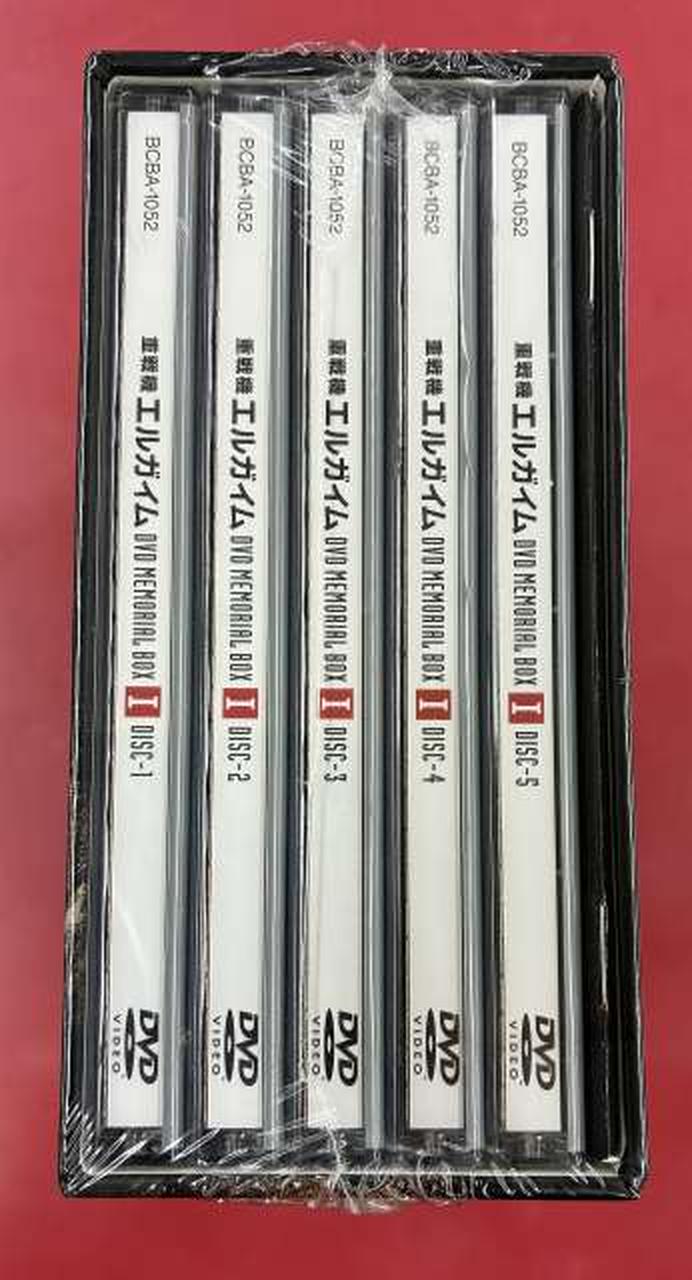 BCBA-1052 重戦機エルガイム DVD MEMORIAL BOX I DISC-1 DVD VIDEO
BCBA-1052 重戦機エルガイム DVD MEMORIAL BOX I DISC-2 DVD VIDEO
BCBA-1052 重戦機エルガイム DVD MEMORIAL BOX I DISC-3 DVD VIDEO
BCBA-1052 重戦機エルガイム DVD MEMORIAL BOX I DISC-4 DVD VIDEO
BCBA-1052 重戦機エルガイム DVD MEMORIAL BOX I DISC-5 DVD VIDEO